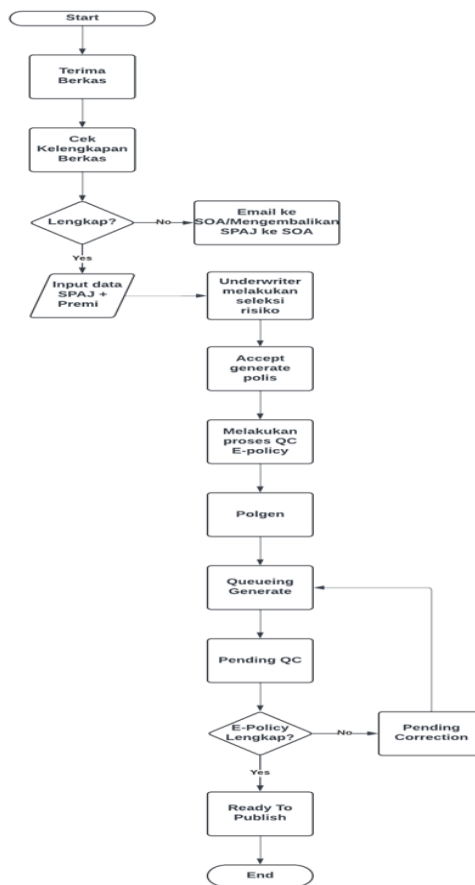 Start
Terima
Berkas
Cek
Kelengkapan
Berkas
Lengkap?
No
Email ke
SOA/Mengembalikan
SPAJ ke SOA
Yes
Input data
SPAJ +
Premi
Underwriter
melakukan
seleksi
risiko
Accept
generate
polis
Melakukan
proses QC
E-policy
Polgen
Queueing
Generate
Pending QC
E-Policy
Lengkap?
No
Pending
Correction
Yes
Ready To
Publish
End